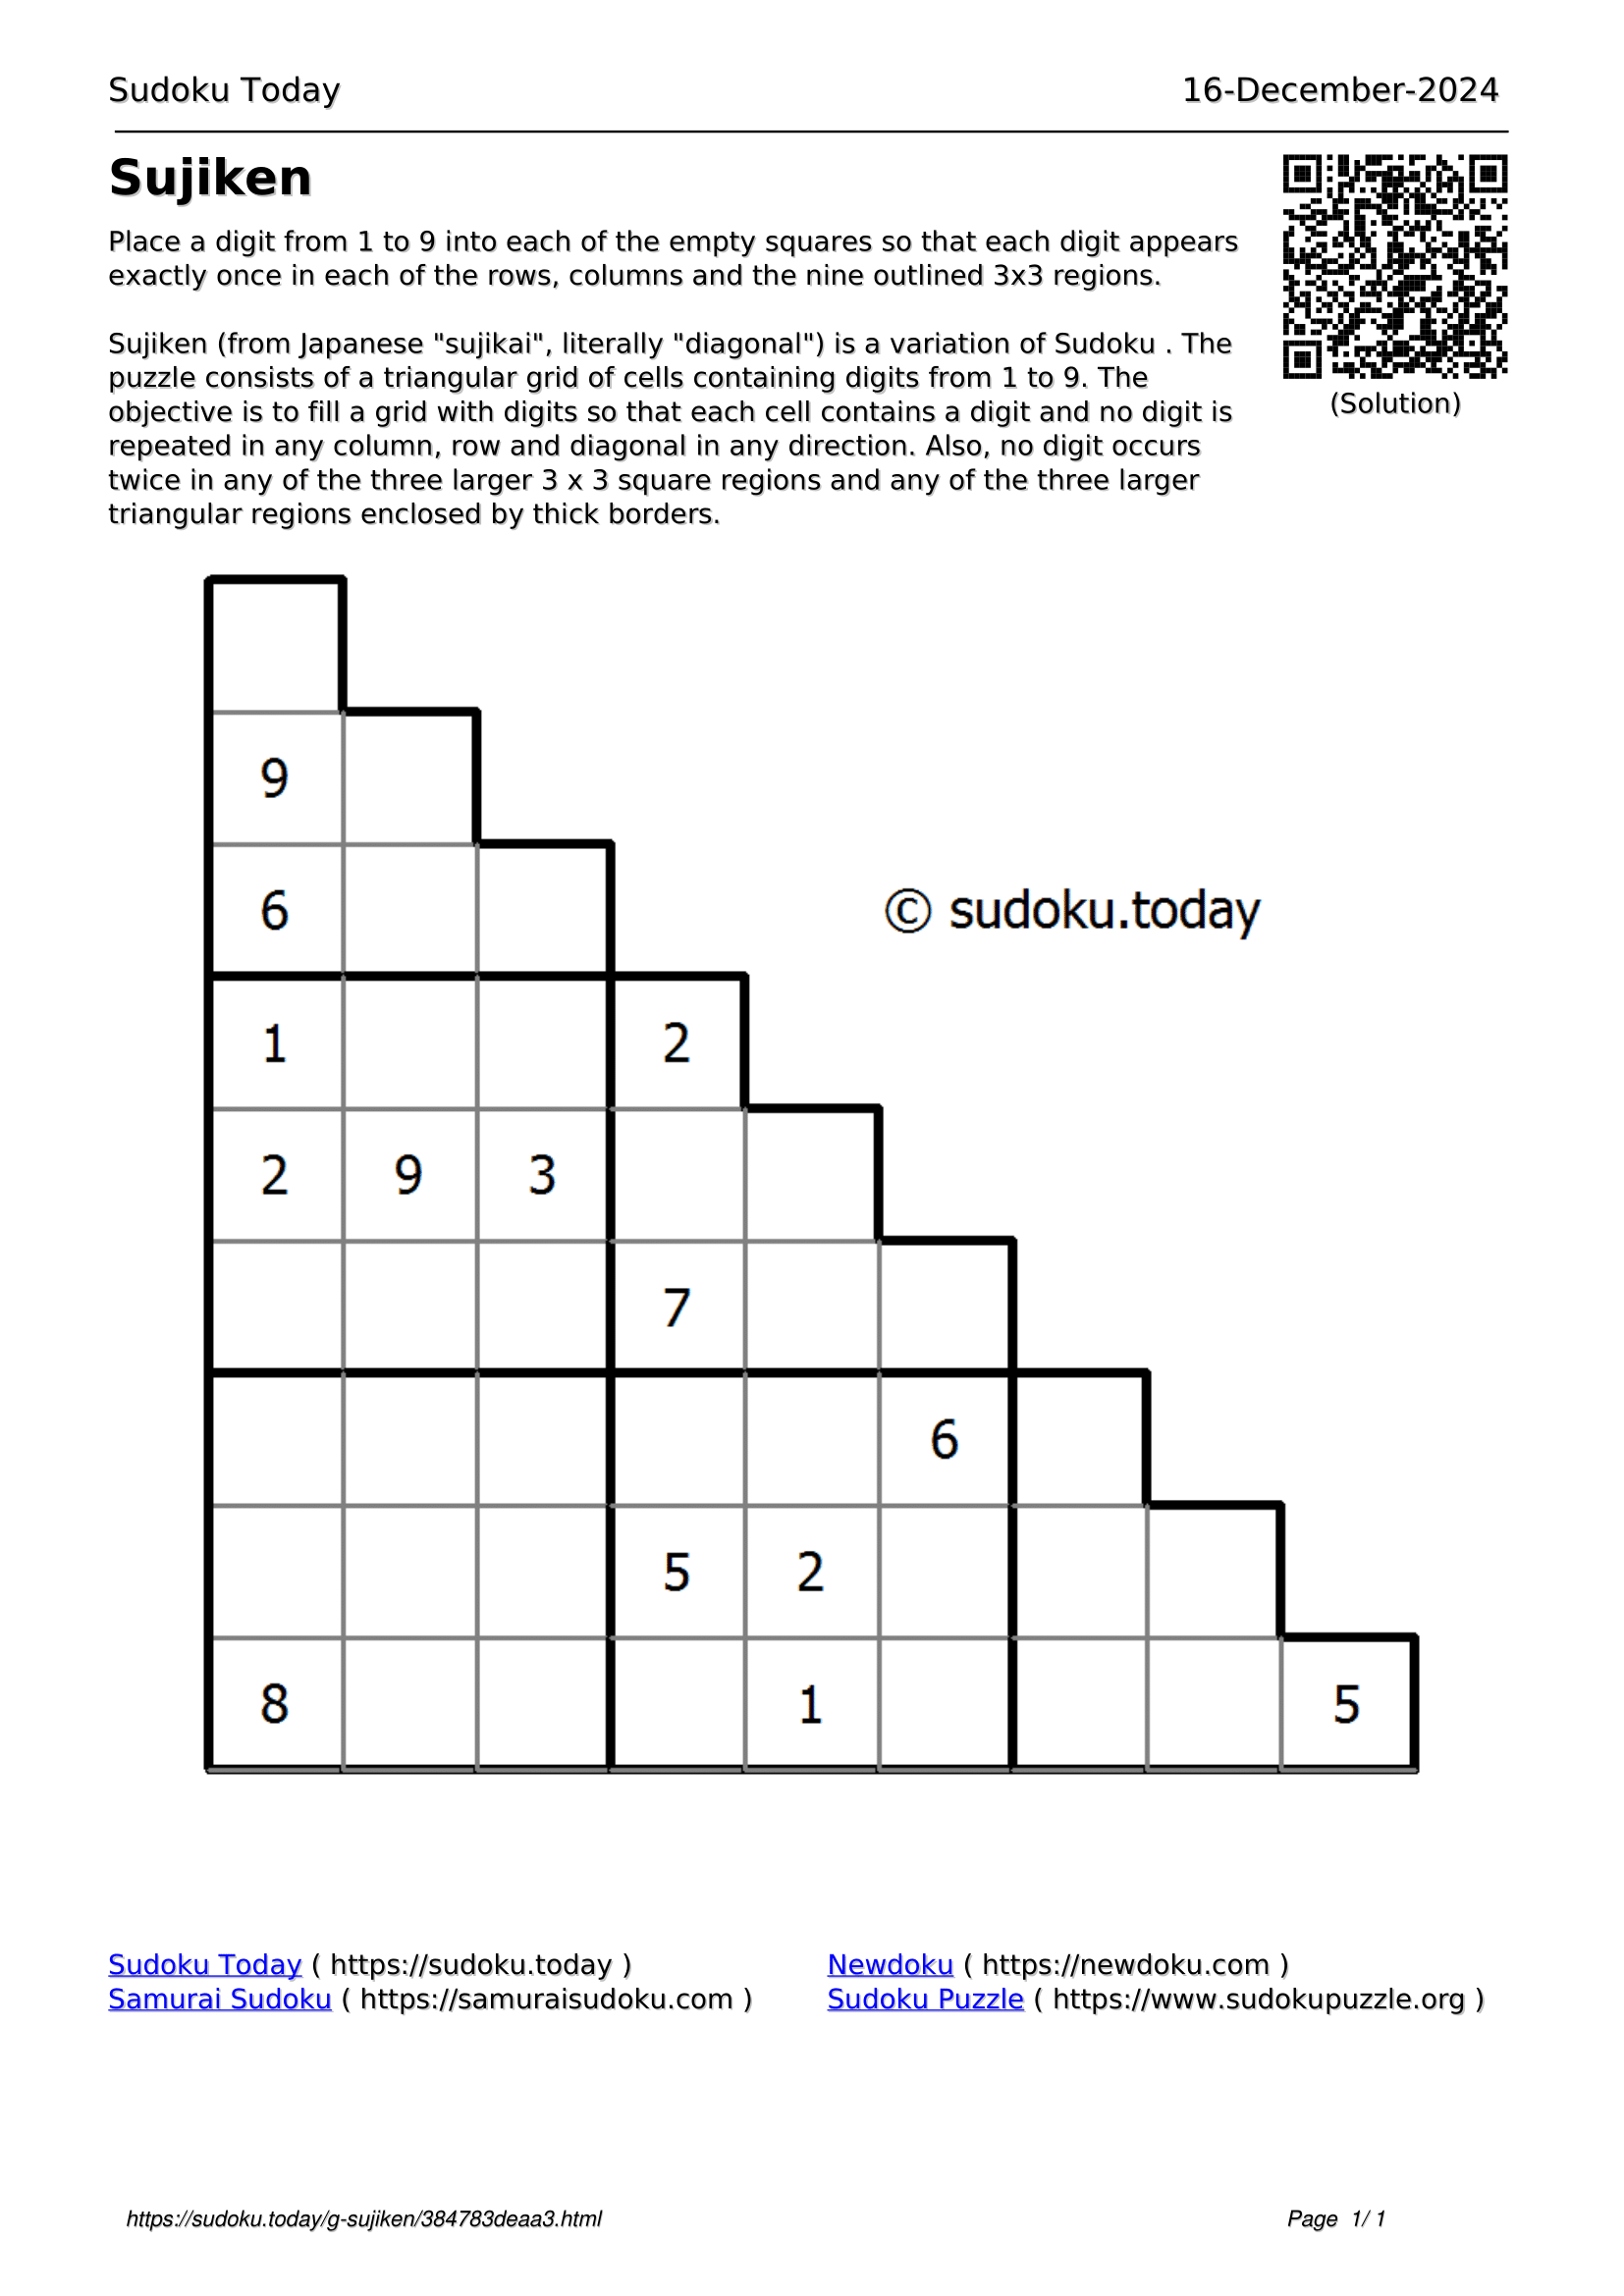 Sudoku Today 16-December-2024
Sujiken
Place a digit from 1 to 9 into each of the empty squares so that each digit appears
exactly once in each of the rows, columns and the nine outlined 3x3 regions.
Sujiken (from Japanese "sujikai", literally "diagonal") is a variation of Sudoku . The
puzzle consists of a triangular grid of cells containing digits from 1 to 9. The
objective is to fill a grid with digits so that each cell contains a digit and no digit is
repeated in any column, row and diagonal in any direction. Also, no digit occurs
twice in any of the three larger 3 x 3 square regions and any of the three larger
triangular regions enclosed by thick borders.
(Solution)
9
6
© sudoku.today
1 2
2 9 3
7
6
5 2
8 1 5
Sudoku Today ( https://sudoku.today ) Newdoku ( https://newdoku.com )
Samurai Sudoku ( https://samuraisudoku.com ) Sudoku Puzzle ( https://www.sudokupuzzle.org )
https://sudoku.today/g-sujiken/384783deaa3.html Page 1/ 1